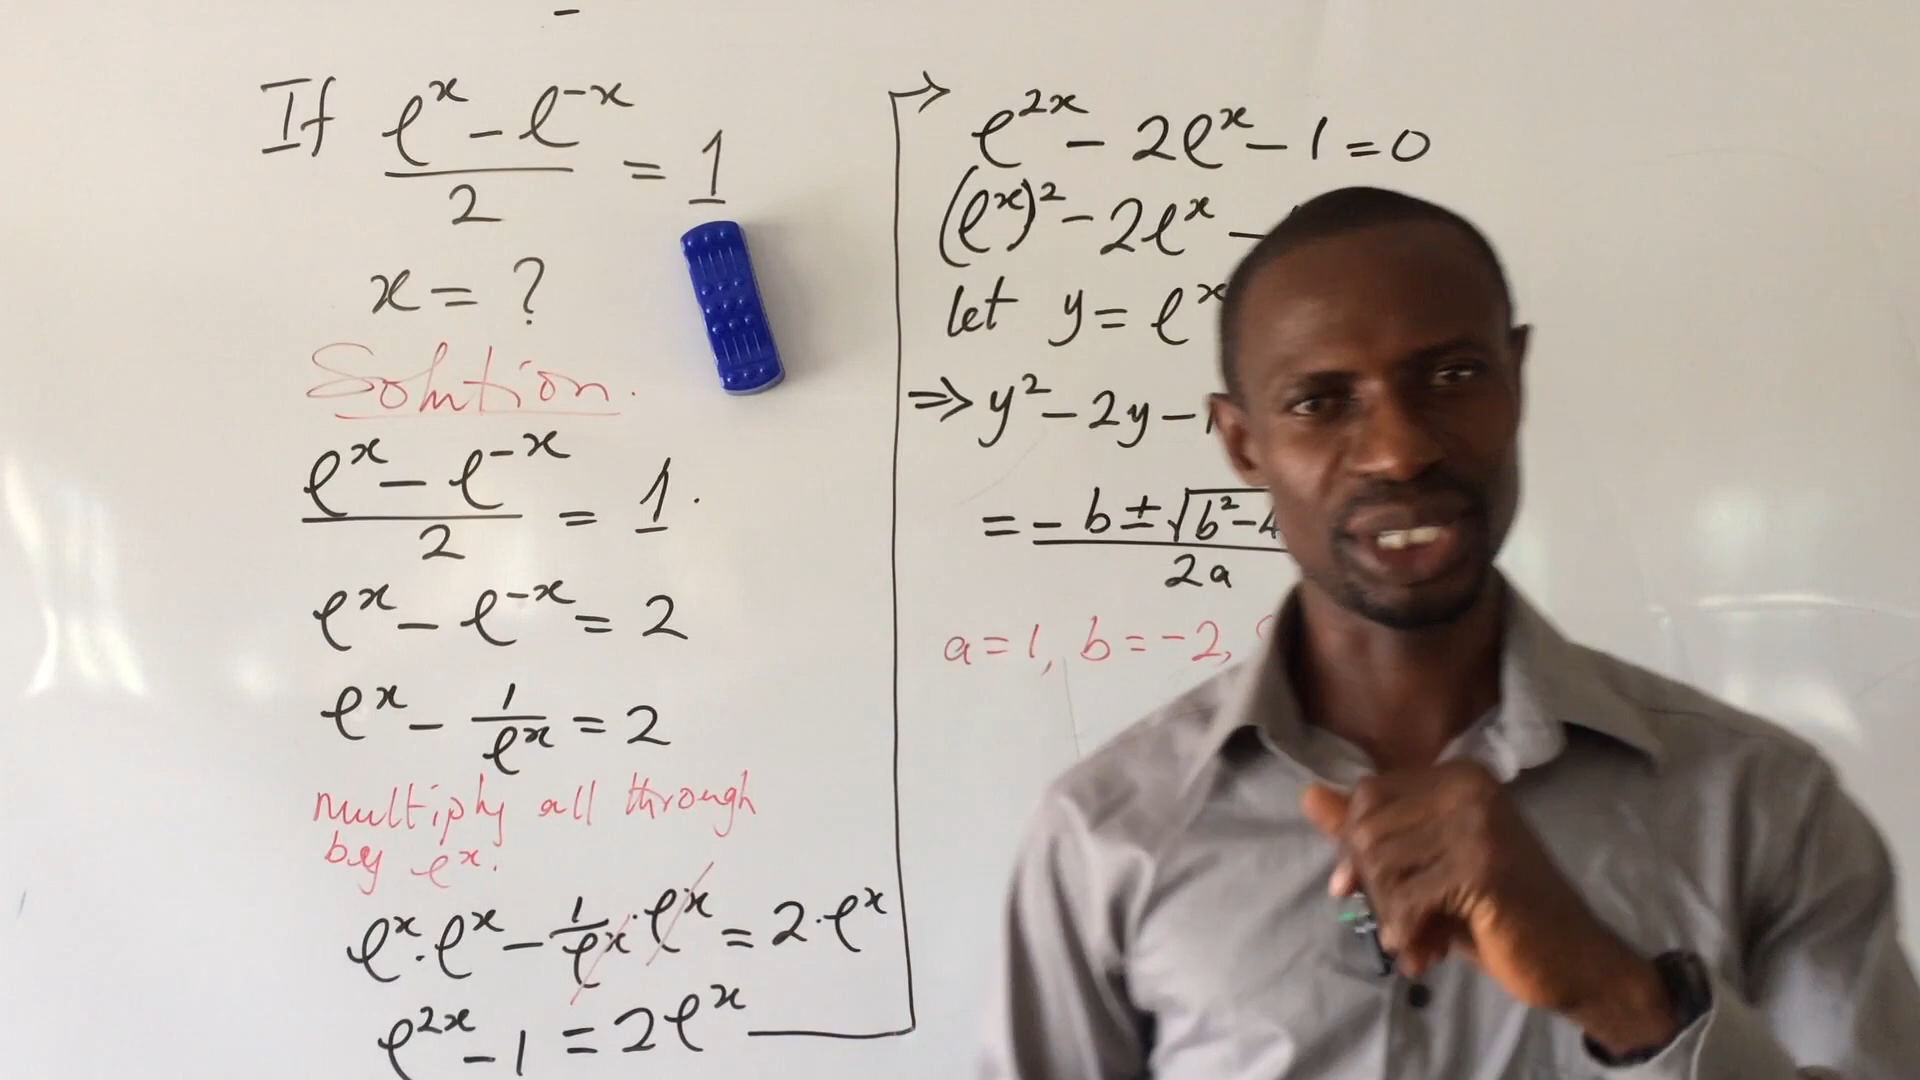 If (e^x - e^-x)/2 = 1
x = ?
Solution.
(e^x - e^-x)/2 = 1.
e^x - e^-x = 2
e^x - 1/e^x = 2
multiply all through
by e^x.
e^x . e^x - 1/e^x . e^x = 2 . e^x
e^2x - 1 = 2e^x
→ e^2x - 2e^x - 1 = 0
(e^x)^2 - 2e^x -
let y = e^x
⇒ y^2 - 2y -
= -b ± √b^2 - 4
2a
a = 1, b = -2,